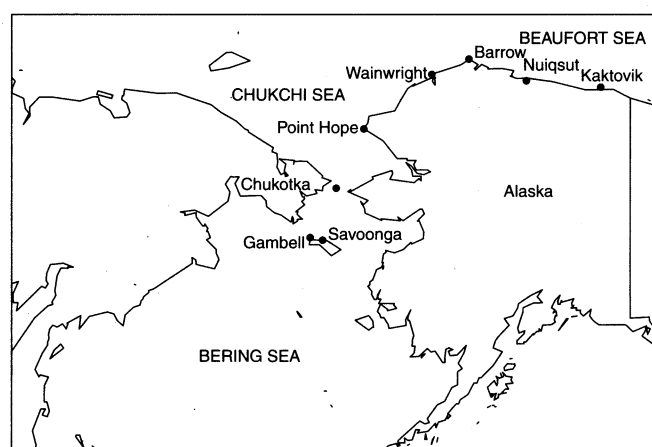 BEAUFORT SEA
Barrow
Nuiqsut
Wainwright
Kaktovik
CHUKCHI SEA
Point Hope
Chukotka
Alaska
Savoonga
Gambell
BERING SEA